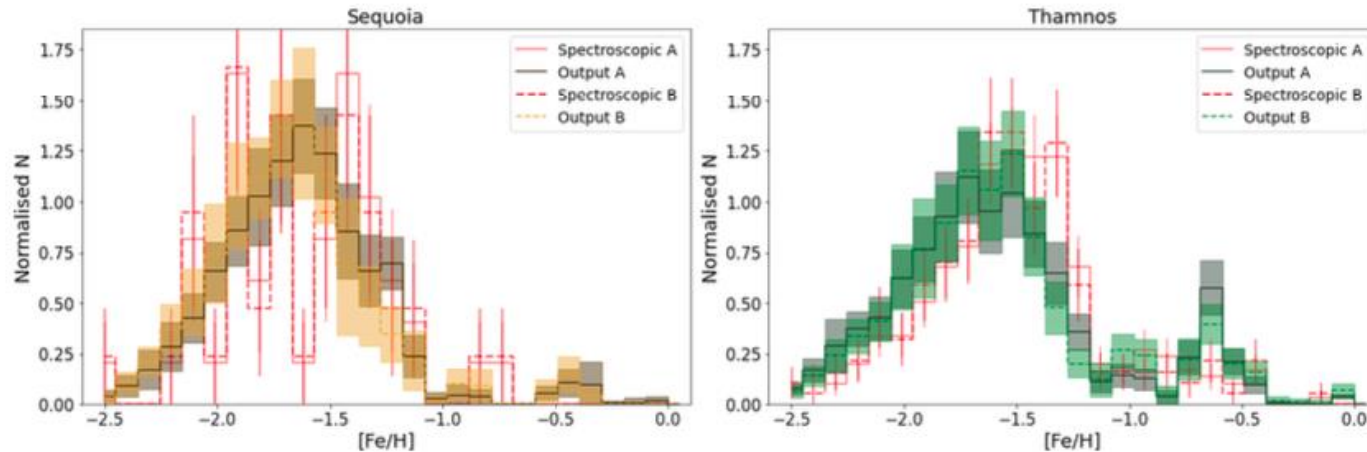 Sequoia
Spectroscopic A
Output A
Spectroscopic B
Output B
Normalised N
1.75
1.50
1.25
1.00
0.75
0.50
0.25
0.00
−2.5 −2.0 −1.5 −1.0 −0.5 0.0
[Fe/H]
Thamnos
Spectroscopic A
Output A
Spectroscopic B
Output B
Normalised N
1.75
1.50
1.25
1.00
0.75
0.50
0.25
0.00
−2.5 −2.0 −1.5 −1.0 −0.5 0.0
[Fe/H]